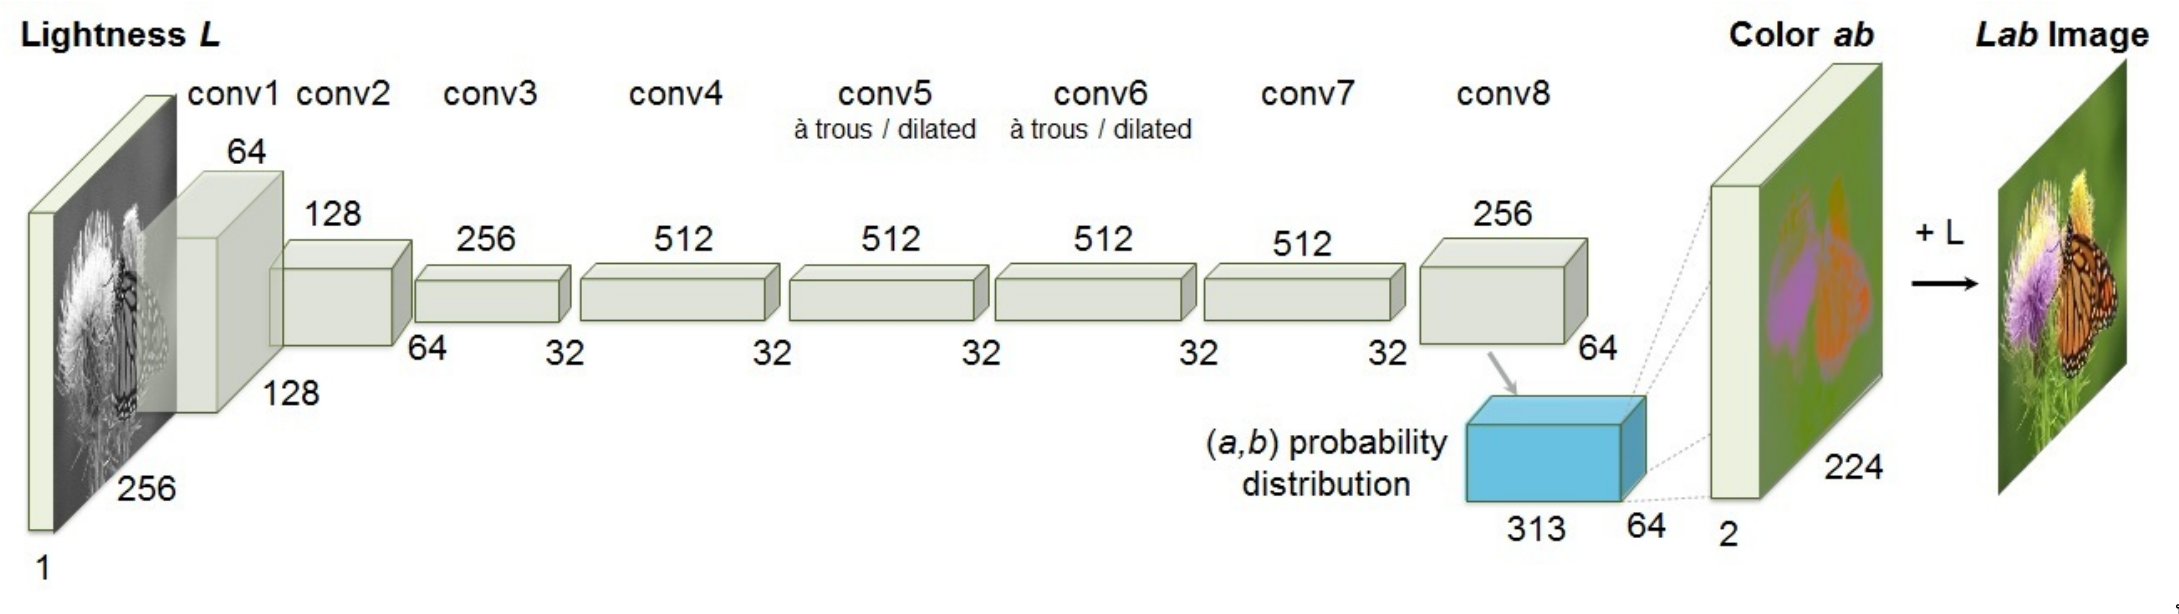 Lightness L
Color ab
Lab Image
conv1
conv2
conv3
conv4
conv5
à trous / dilated
conv6
à trous / dilated
conv7
conv8
64
128
256
512
512
512
512
256
+ L
64
32
32
32
32
32
64
128
256
1
(a,b) probability
distribution
313
64
2
224